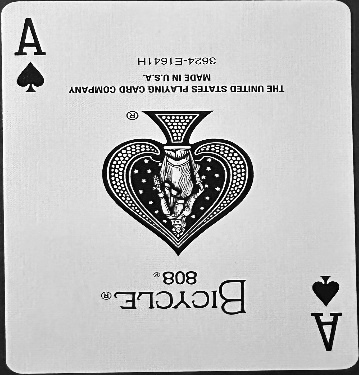 A
BICYCLE®
808®
®
THE UNITED STATES PLAYING CARD COMPANY
MADE IN U.S.A.
3624-E1641H
A